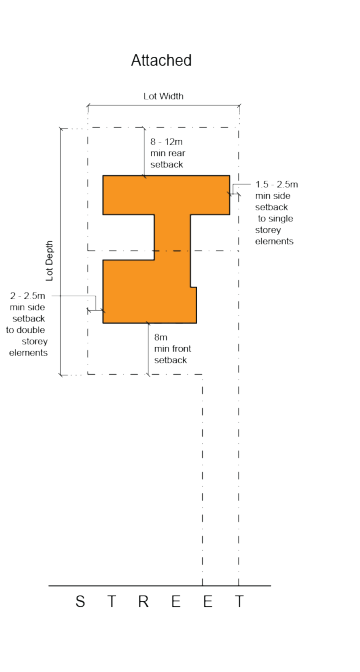 Attached
Lot Width
8 - 12m
min rear
setback
1.5 - 2.5m
min side
setback
to single
storey
elements
Lot Depth
2 - 2.5m
min side
setback
to double
storey
elements
8m
min front
setback
S T R E E T